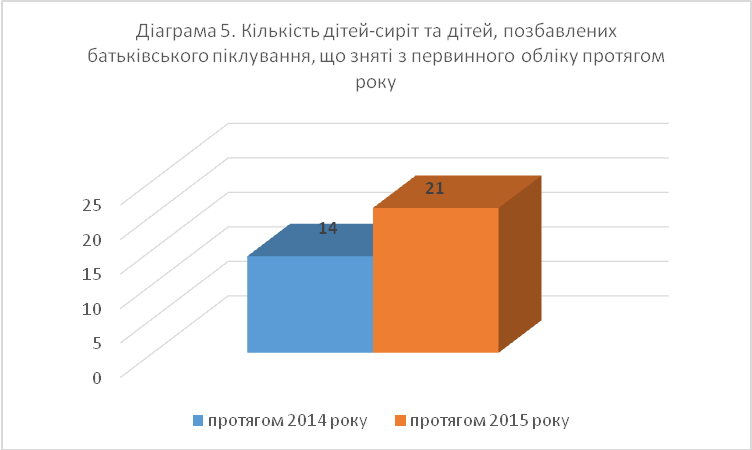 Діаграма 5. Кількість дітей-сиріт та дітей, позбавлених
батьківського піклування, що зняті з первинного обліку протягом
року
25
20
15
10
5
0
14
21
протягом 2014 року
протягом 2015 року